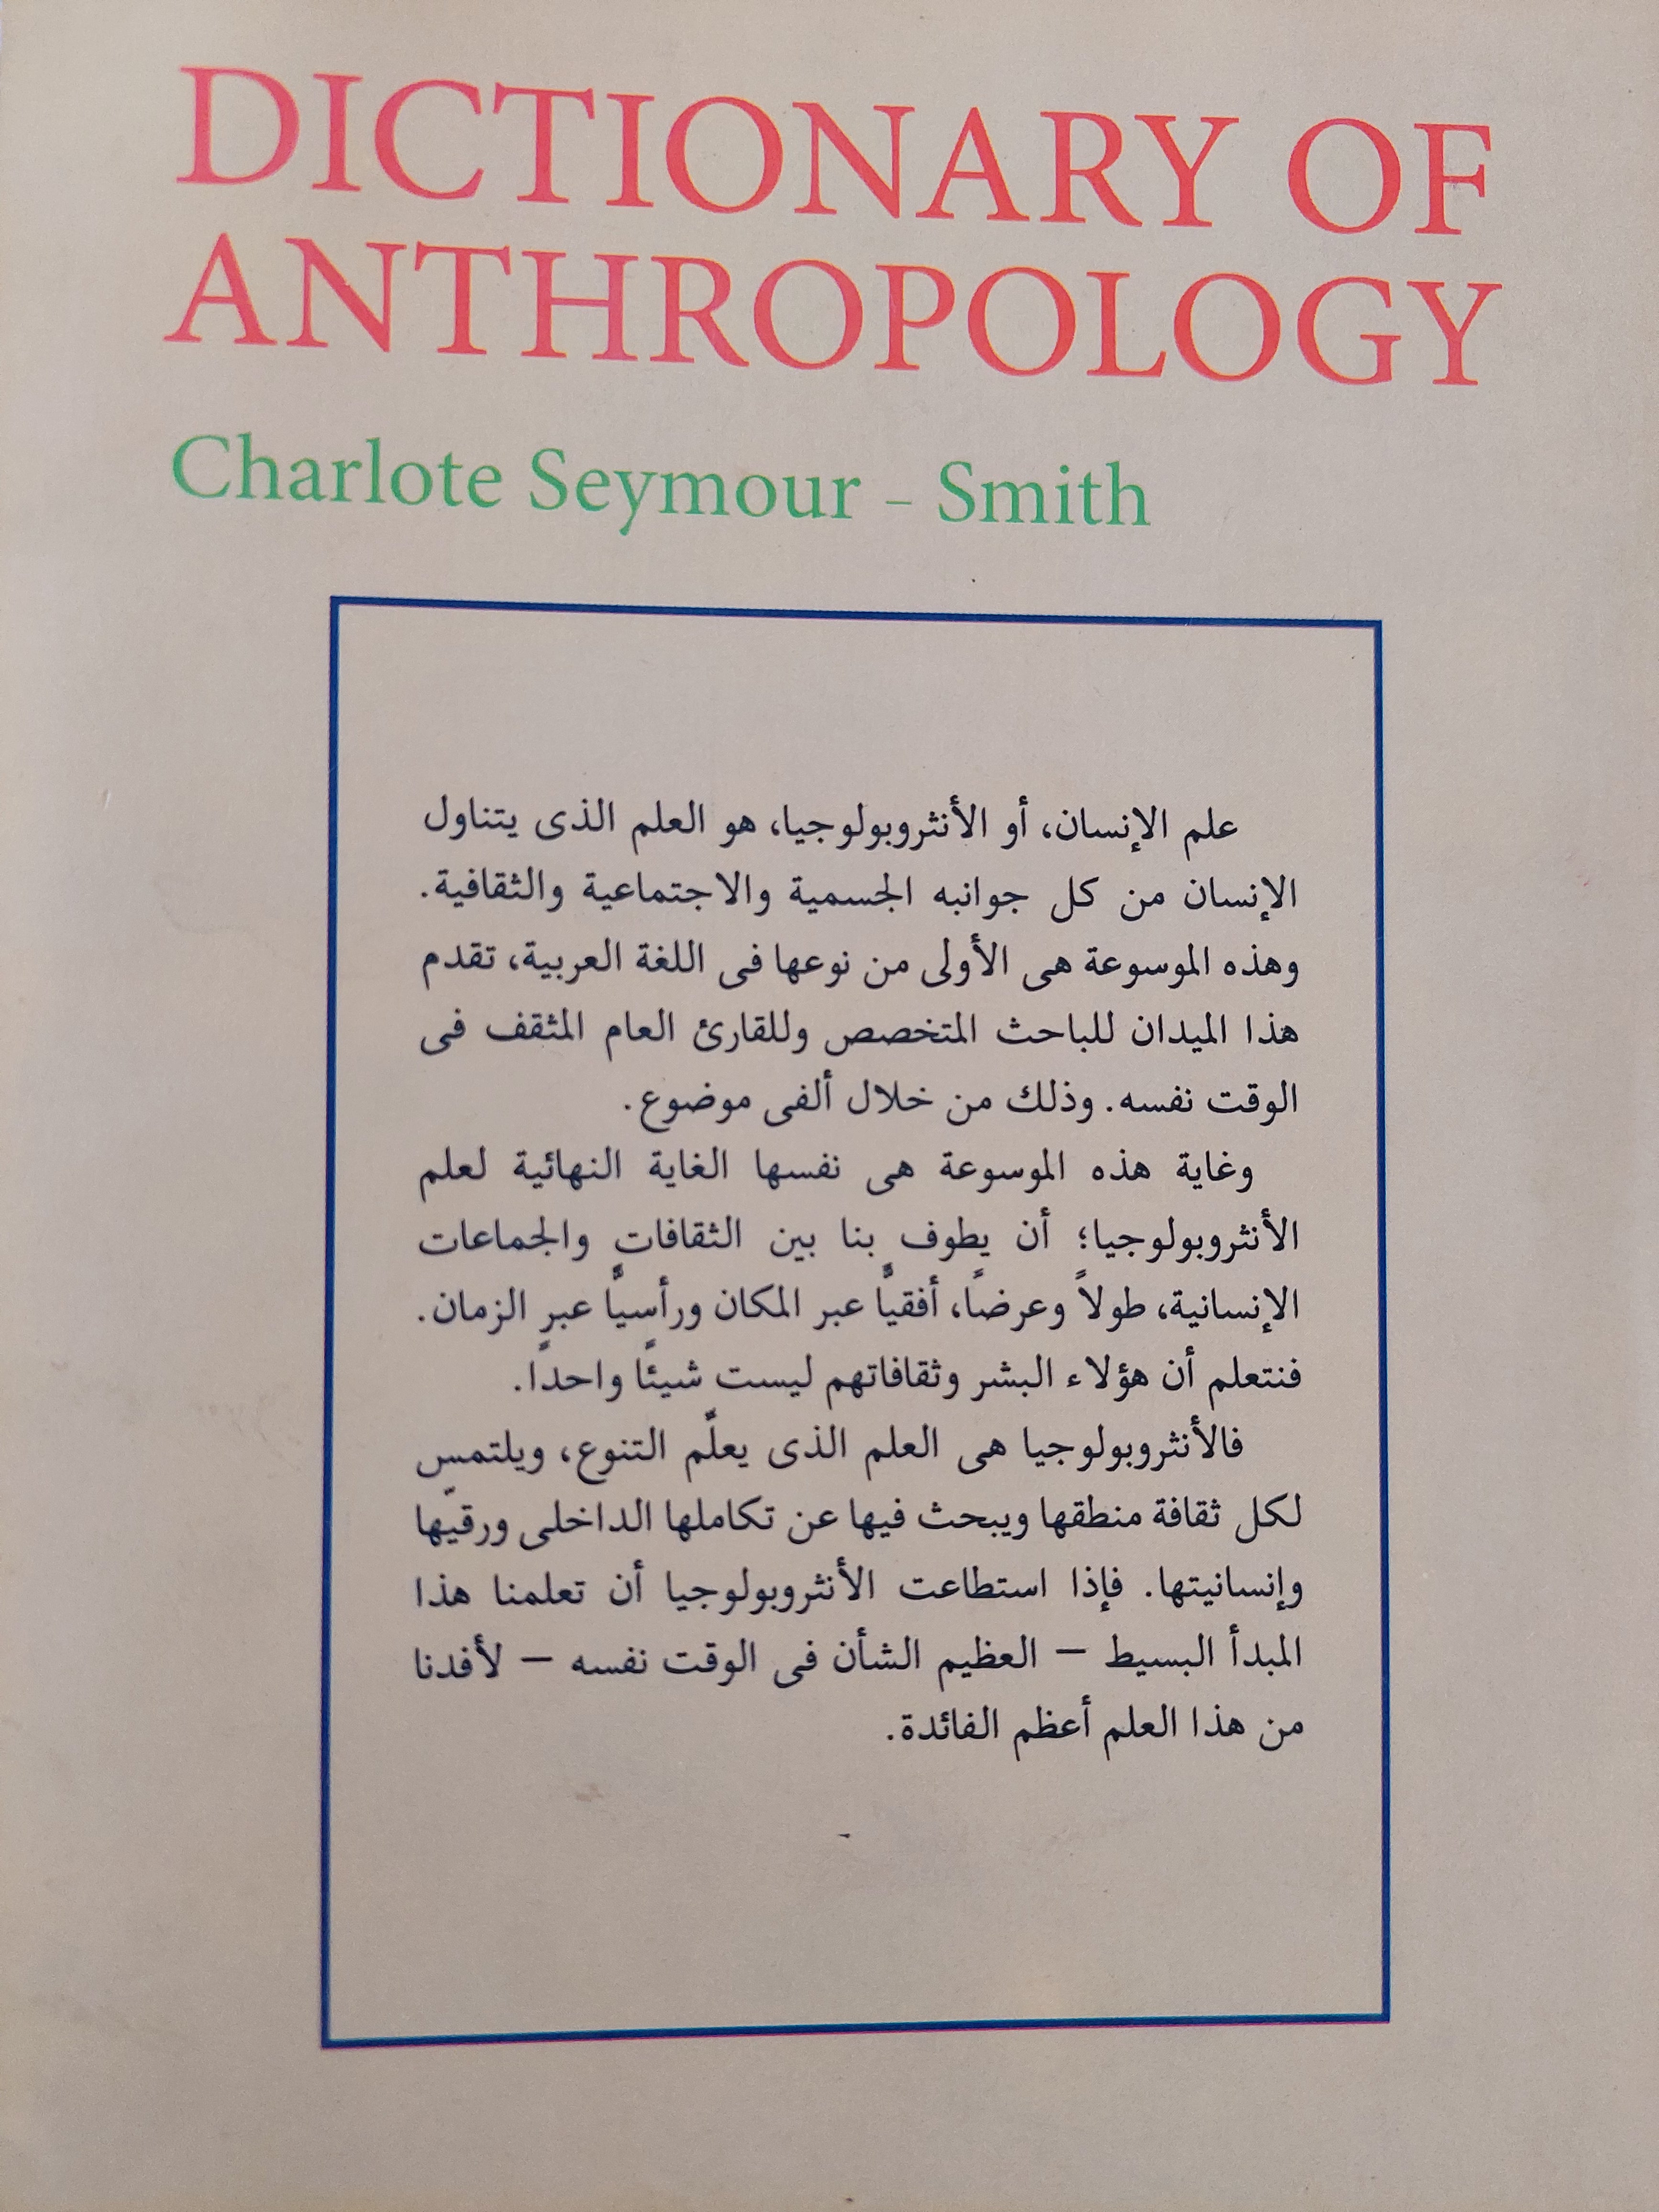 DICTIONARY OF
ANTHROPOLOGY
Charlote Seymour - Smith
علم الإنسان، أو الأنثروبولوجيا، هو العلم الذى يتناول
الإنسان من كل جوانبه الجسمية والاجتماعية والثقافية.
وهذه الموسوعة هى الأولى من نوعها فى اللغة العربية، تقدم
هذا الميدان للباحث المتخصص وللقارئ العام المثقف فى
الوقت نفسه. وذلك من خلال ألفى موضوع.
وغاية هذه الموسوعة هى نفسها الغاية النهائية لعلم
الأنثروبولوجيا؛ أن يطوف بنا بين الثقافات والجماعات
الإنسانية، طولاً وعرضاً، أفقياً عبر المكان ورأسياً عبر الزمان.
فنتعلم أن هؤلاء البشر وثقافاتهم ليست شيئًا واحدًا.
فالأنثروبولوجيا هى العلم الذى يعلّم التنوع، ويلتمس
لكل ثقافة منطقها ويبحث فيها عن تكاملها الداخلى ورقيّها
وإنسانيتها. فإذا استطاعت الأنثروبولوجيا أن تعلمنا هذا
المبدأ البسيط – العظيم الشأن فى الوقت نفسه – لأفدنا
من هذا العلم أعظم الفائدة.